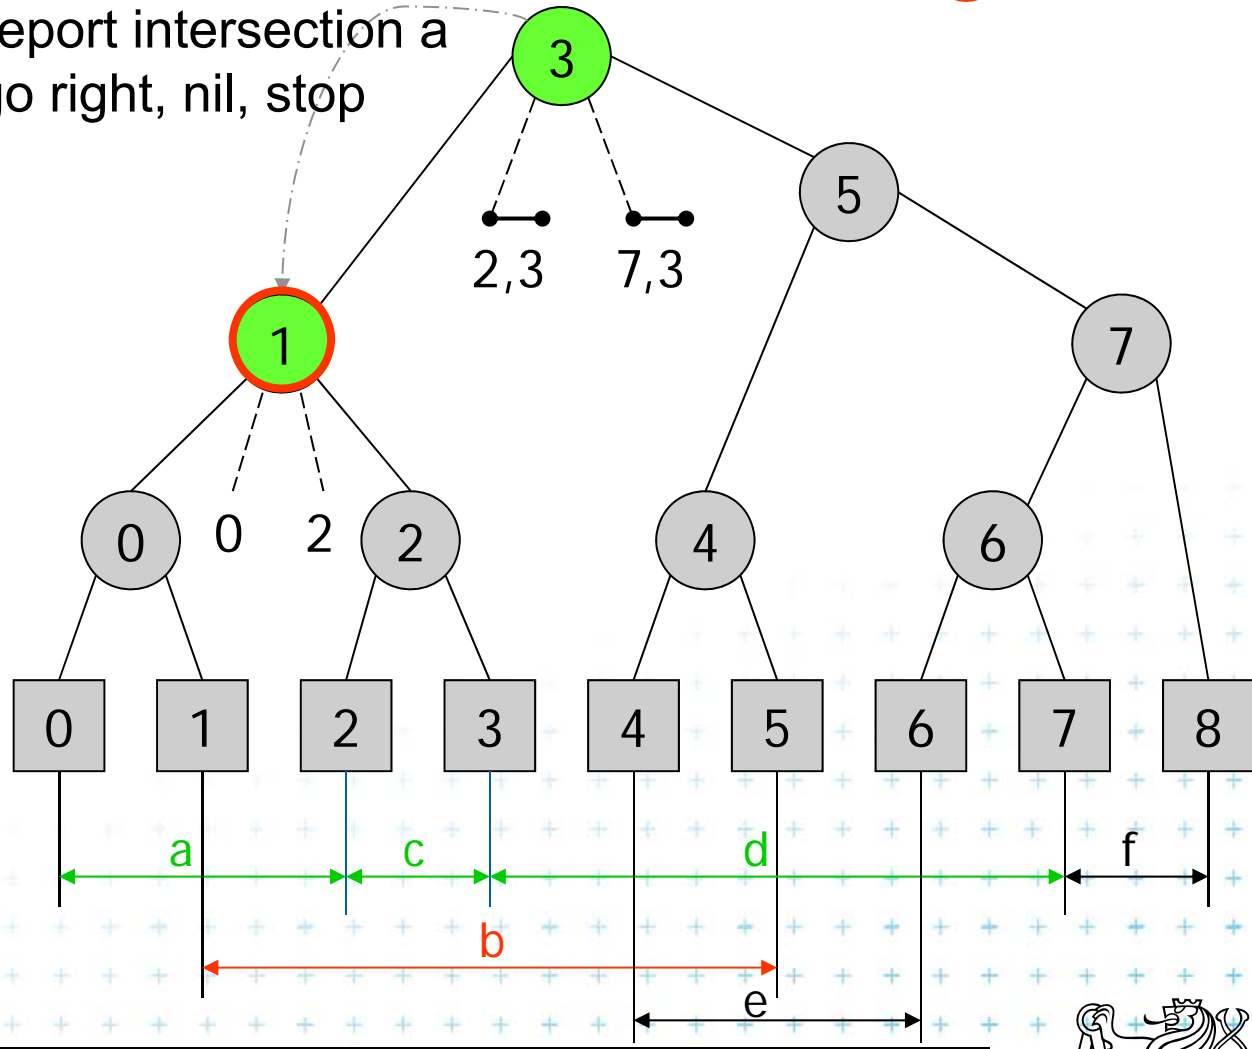 eport intersection a
go right, nil, stop
3
5
2,3 7,3
1
7
0 0 2 2 4 6
0 1 2 3 4 5 6 7 8
a c d f
b
e